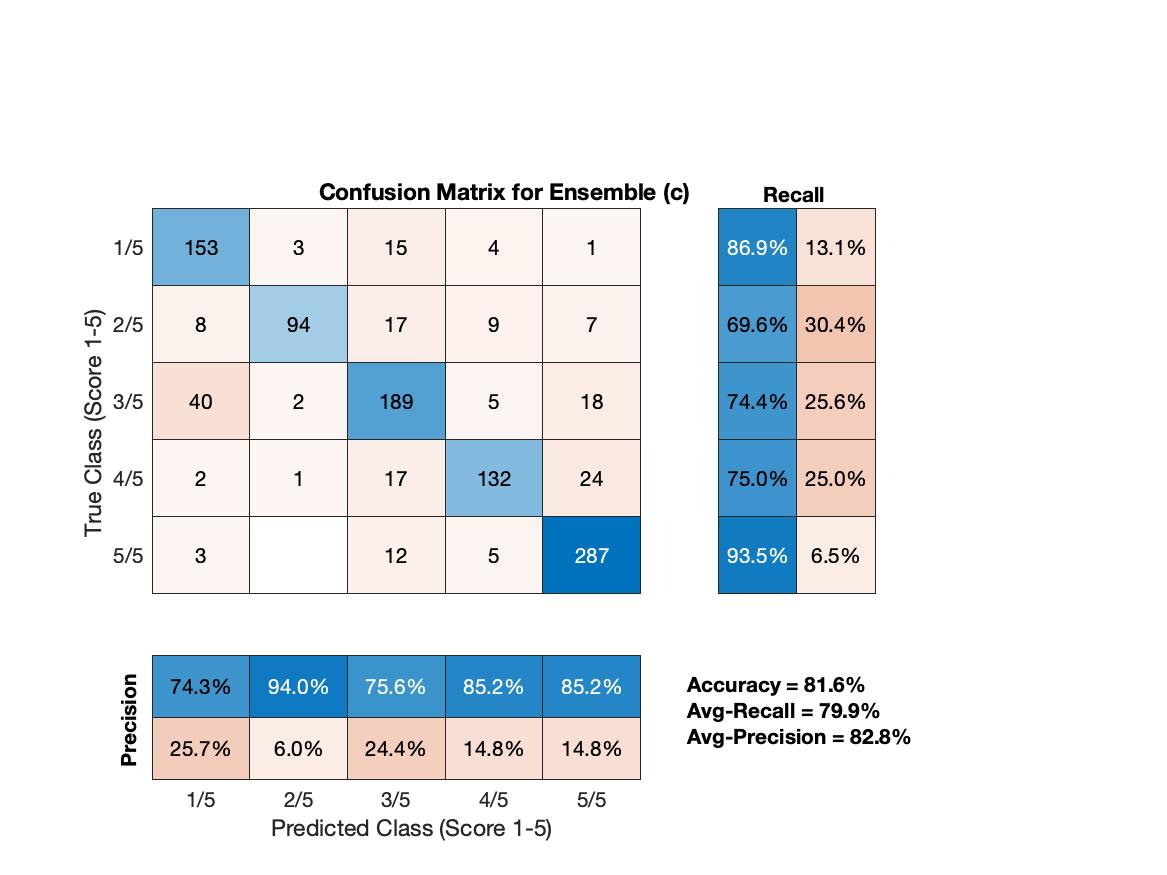 Confusion Matrix for Ensemble (c)
Recall
1/5 153 3 15 4 1 86.9% 13.1%
2/5 8 94 17 9 7 69.6% 30.4%
3/5 40 2 189 5 18 74.4% 25.6%
4/5 2 1 17 132 24 75.0% 25.0%
5/5 3 12 5 287 93.5% 6.5%
True Class (Score 1-5)
74.3% 94.0% 75.6% 85.2% 85.2%
25.7% 6.0% 24.4% 14.8% 14.8%
Precision
1/5 2/5 3/5 4/5 5/5
Predicted Class (Score 1-5)
Accuracy = 81.6%
Avg-Recall = 79.9%
Avg-Precision = 82.8%